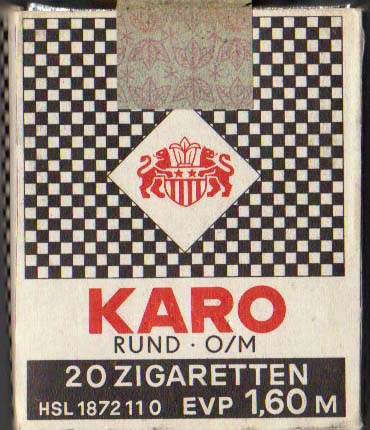 KARO
RUND · O/M
20 ZIGARETTEN
HSL 1872 11 0 EVP 1,60 M